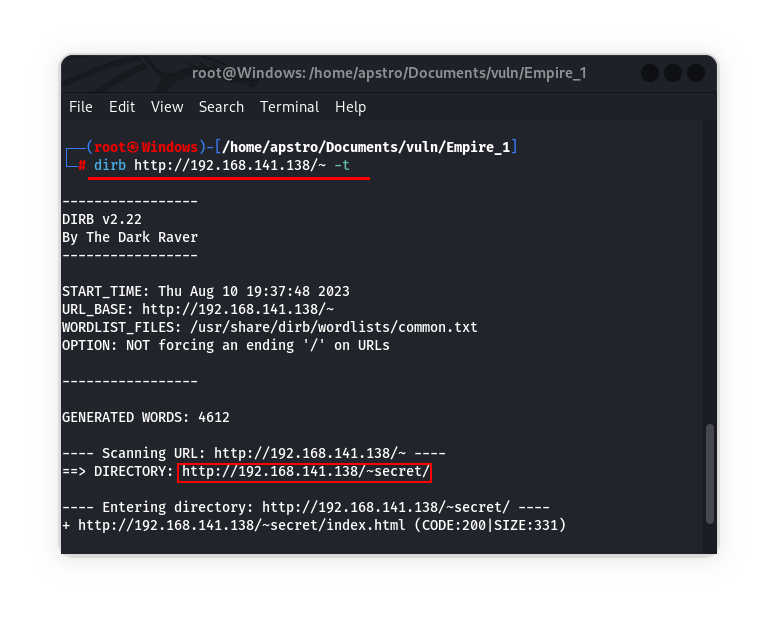 root@Windows: /home/apstro/Documents/vuln/Empire_1
File Edit View Search Terminal Help
┌──(root㉿Windows)-[/home/apstro/Documents/vuln/Empire_1]
└─# dirb http://192.168.141.138/~ -t
-----------------
DIRB v2.22
By The Dark Raver
-----------------
START_TIME: Thu Aug 10 19:37:48 2023
URL_BASE: http://192.168.141.138/~
WORDLIST_FILES: /usr/share/dirb/wordlists/common.txt
OPTION: NOT forcing an ending '/' on URLs
-----------------
GENERATED WORDS: 4612
---- Scanning URL: http://192.168.141.138/~ ----
==> DIRECTORY: http://192.168.141.138/~secret/
---- Entering directory: http://192.168.141.138/~secret/ ----
+ http://192.168.141.138/~secret/index.html (CODE:200|SIZE:331)